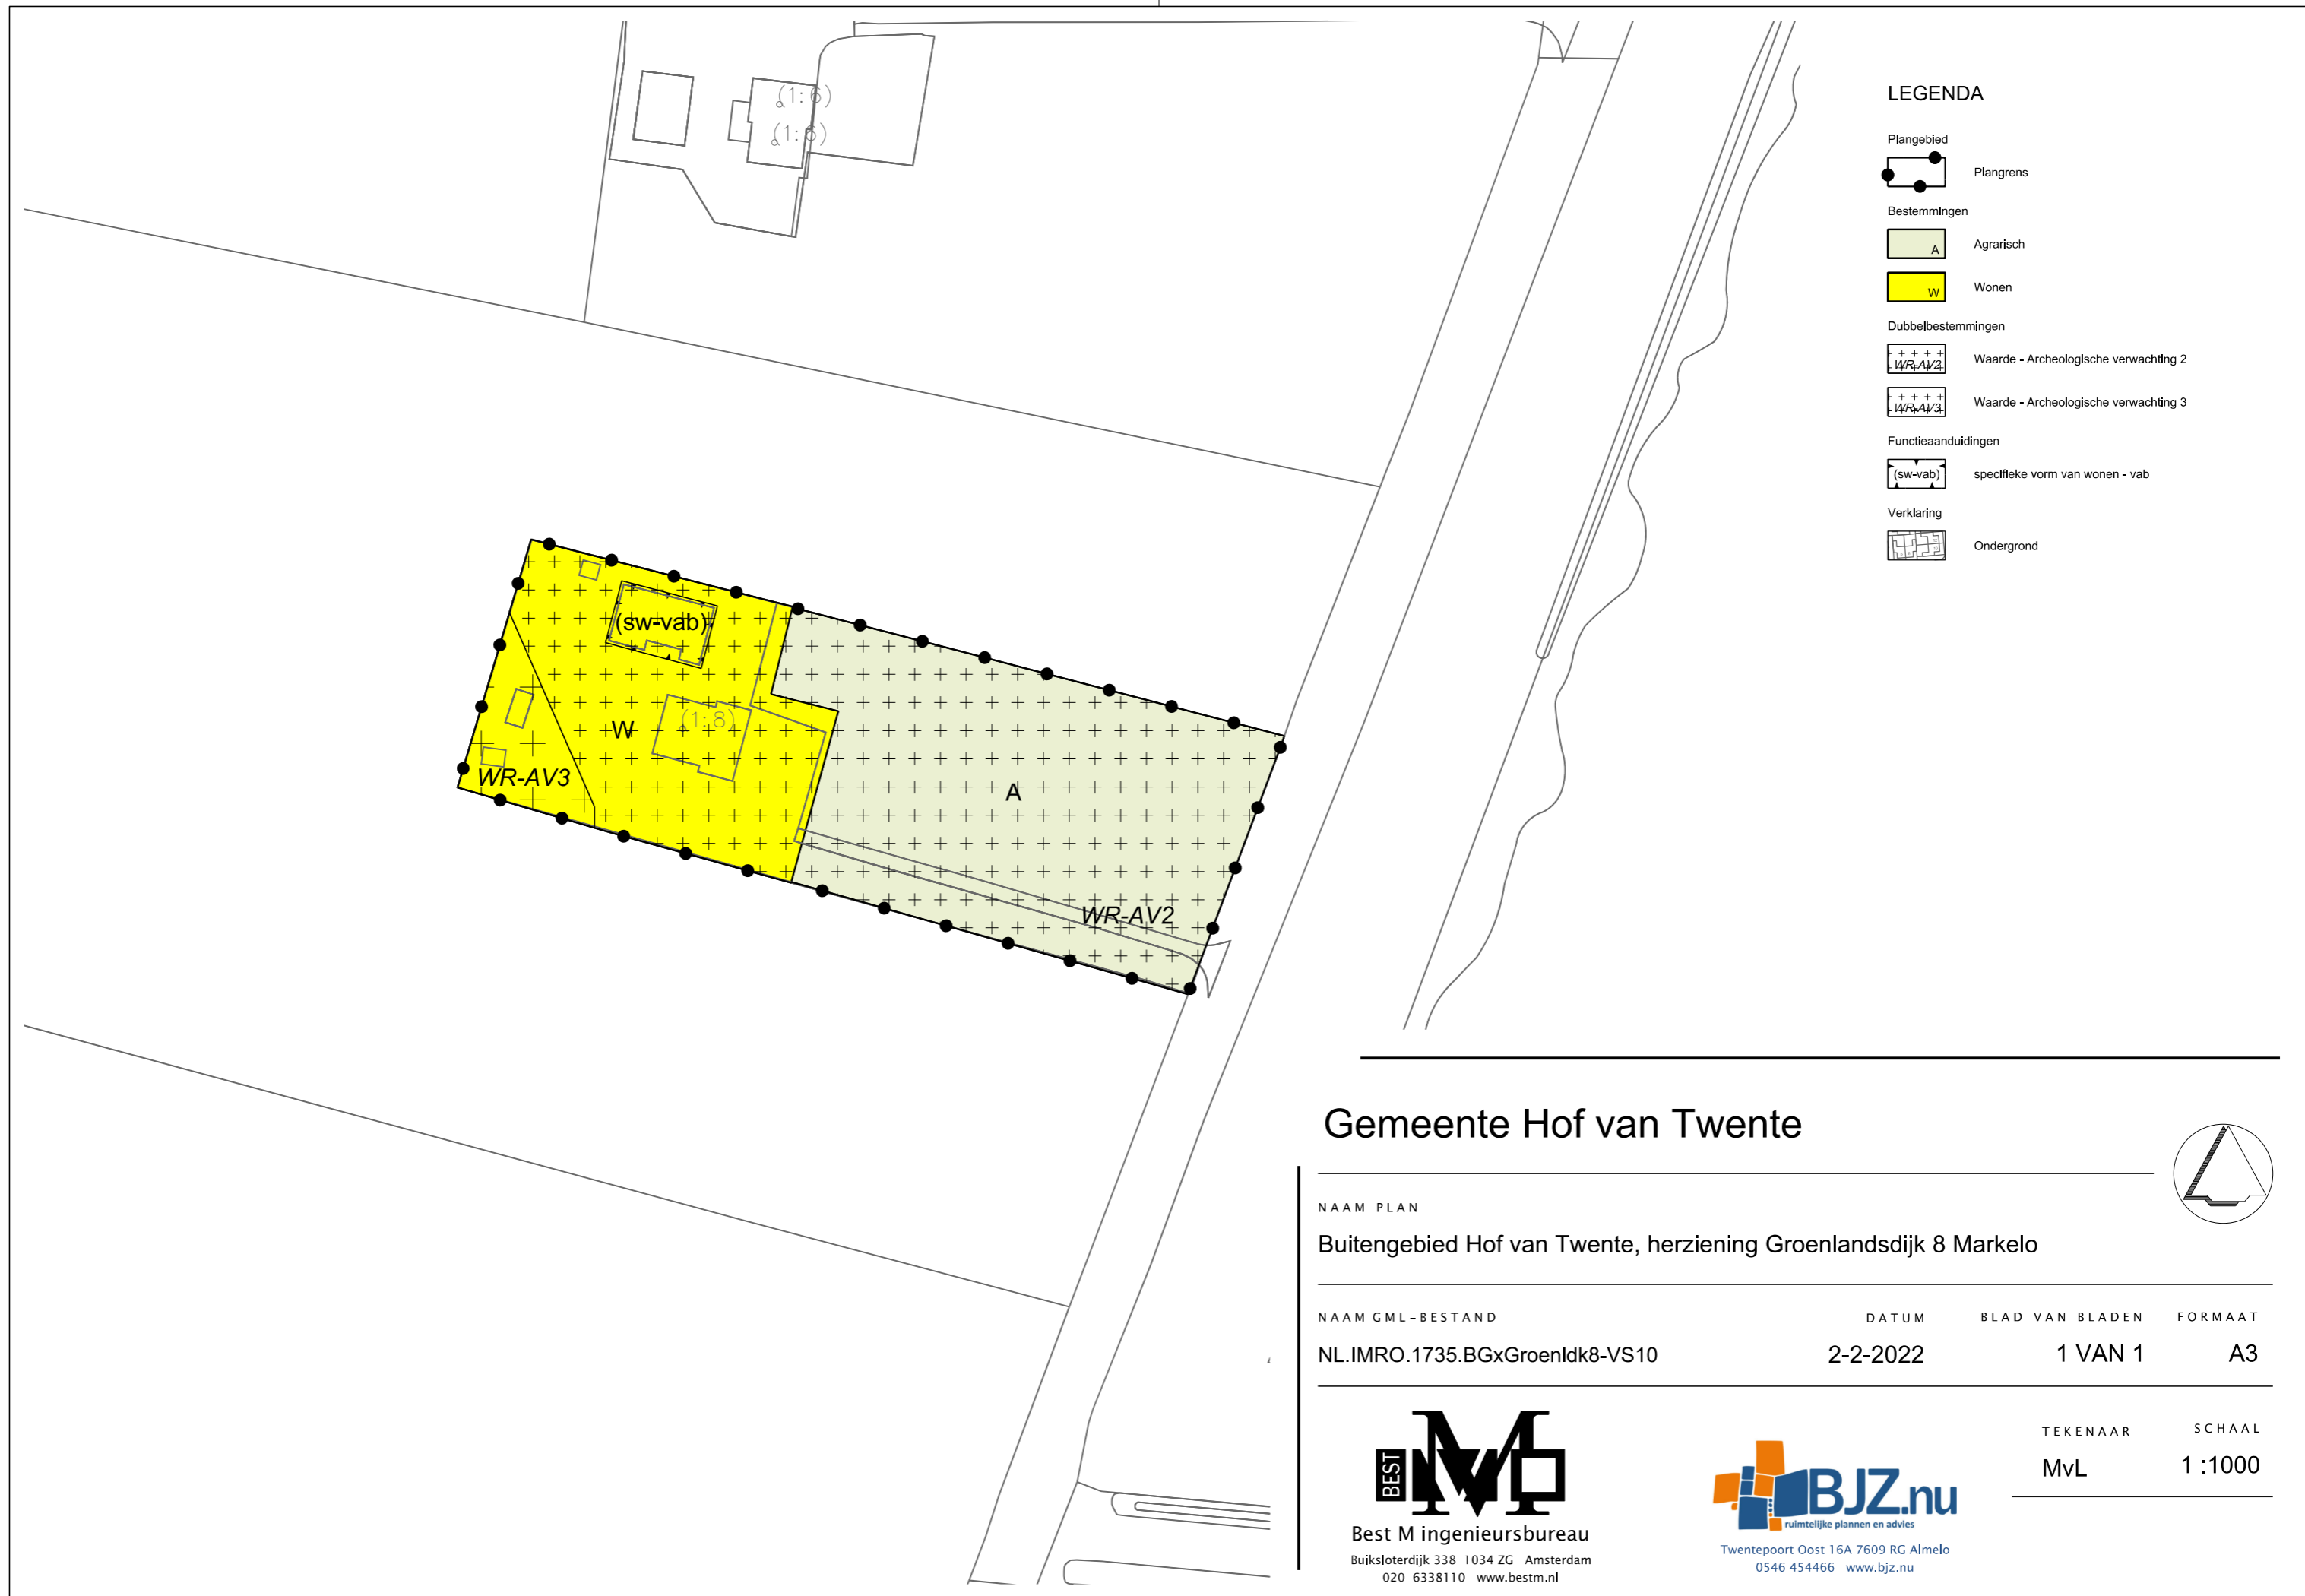 (1:6)
(1:6)
LEGENDA
Plangebied
Plangrens
Bestemmingen
A
Agrarisch
W
Wonen
Dubbelbestemmingen
WR-AV2
Waarde - Archeologische verwachting 2
WR-AV3
Waarde - Archeologische verwachting 3
Functieaanduidingen
(sw-vab)
specifieke vorm van wonen - vab
Verklaring
Ondergrond
(sw-vab)
(1:8)
W
WR-AV3
A
WR-AV2
Gemeente Hof van Twente
NAAM PLAN
Buitengebied Hof van Twente, herziening Groenlandsdijk 8 Markelo
NAAM GML-BESTAND DATUM BLAD VAN BLADEN FORMAAT
NL.IMRO.1735.BGxGroenldk8-VS10 2-2-2022 1 VAN 1 A3
TEKENAAR SCHAAL
MvL 1 :1000
BEST M
Best M ingenieursbureau
Buiksloterdijk 338 1034 ZG Amsterdam
020 6338110 www.bestm.nl
BJZ.nu
ruimtelijke plannen en advies
Twentepoort Oost 16A 7609 RG Almelo
0546 454466 www.bjz.nu